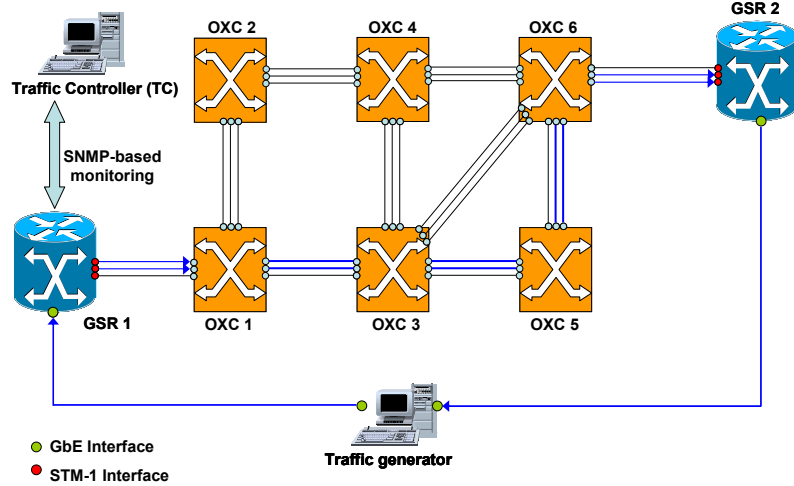 GSR 2
OXC 2
OXC 4
OXC 6
Traffic Controller (TC)
SNMP-based
monitoring
GSR 1
OXC 1
OXC 3
OXC 5
Traffic generator
GbE Interface
STM-1 Interface